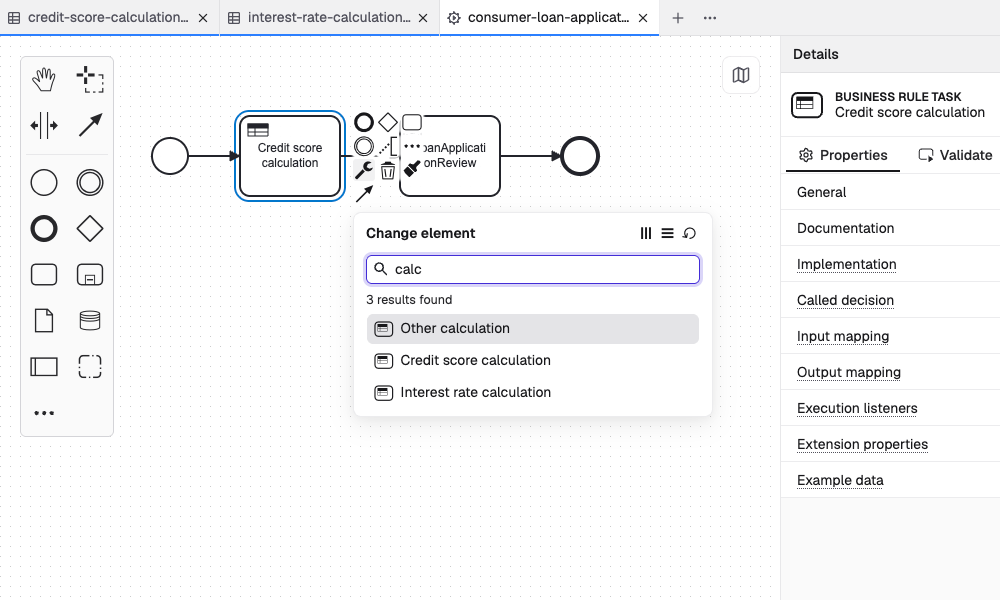 credit-score-calculation...
interest-rate-calculation...
consumer-loan-applicat...
Details
BUSINESS RULE TASK
Credit score calculation
Properties
Validate
General
Documentation
Implementation
Called decision
Input mapping
Output mapping
Execution listeners
Extension properties
Example data
Credit score
calculation
oanApplicati
onReview
Change element
calc
3 results found
Other calculation
Credit score calculation
Interest rate calculation